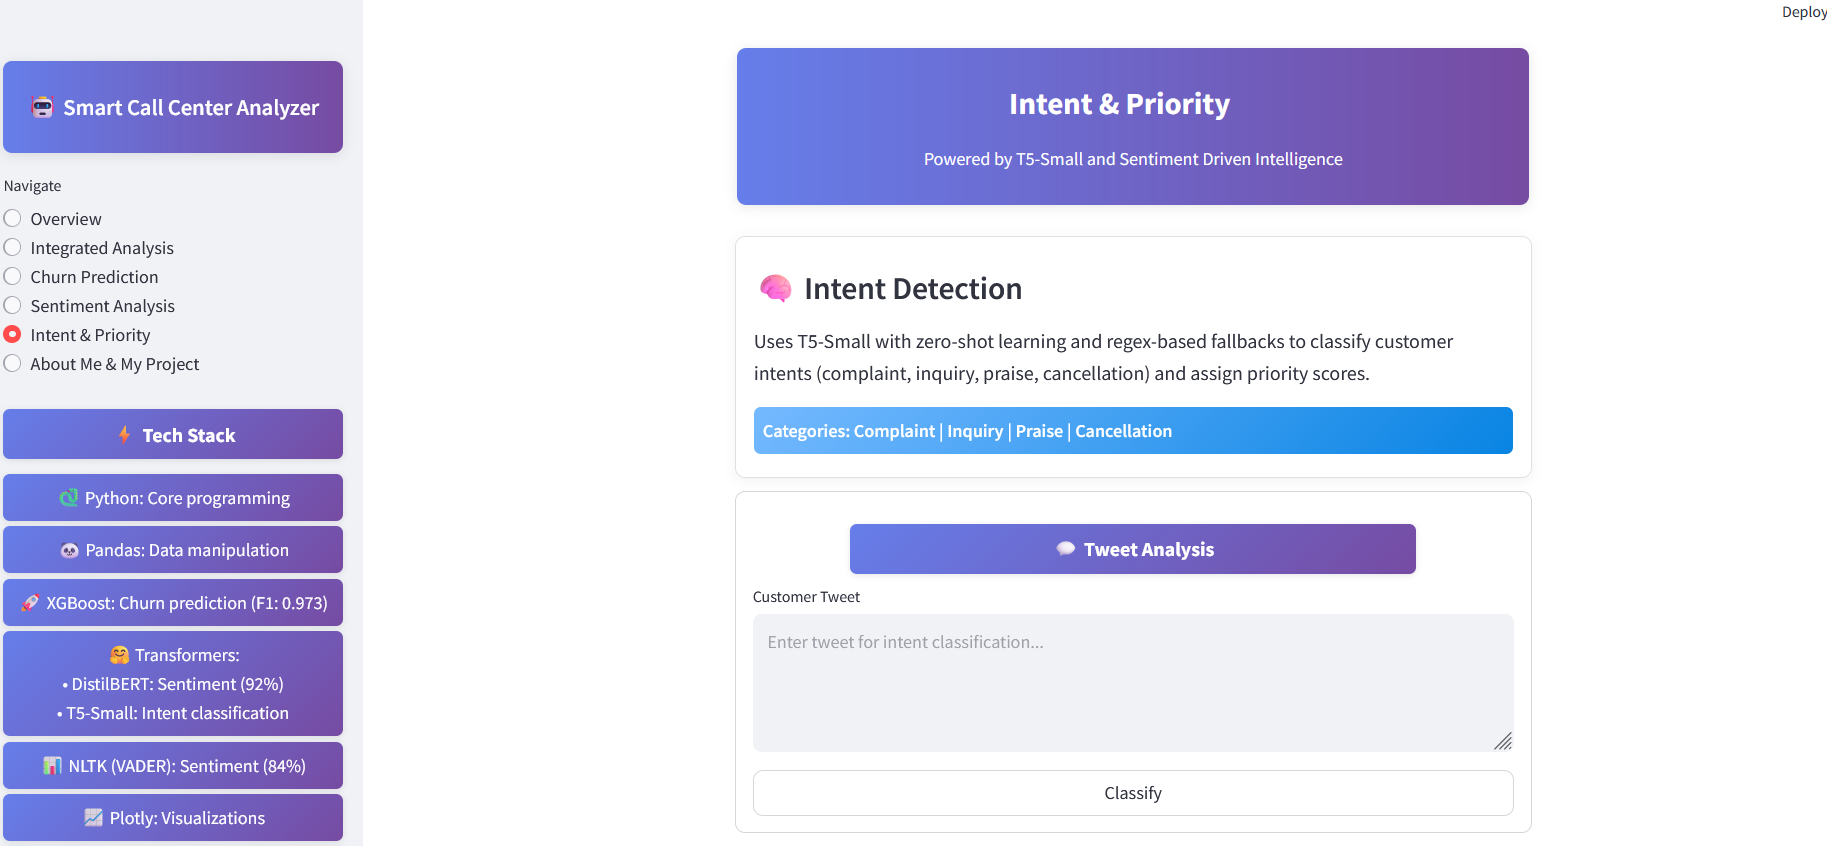 Deploy
Smart Call Center Analyzer
Navigate
Overview
Integrated Analysis
Churn Prediction
Sentiment Analysis
Intent & Priority
About Me & My Project
Tech Stack
Python: Core programming
Pandas: Data manipulation
XGBoost: Churn prediction (F1: 0.973)
Transformers:
• DistilBERT: Sentiment (92%)
• T5-Small: Intent classification
NLTK (VADER): Sentiment (84%)
Plotly: Visualizations
Intent & Priority
Powered by T5-Small and Sentiment Driven Intelligence
Intent Detection
Uses T5-Small with zero-shot learning and regex-based fallbacks to classify customer
intents (complaint, inquiry, praise, cancellation) and assign priority scores.
Categories: Complaint | Inquiry | Praise | Cancellation
Tweet Analysis
Customer Tweet
Enter tweet for intent classification...
Classify